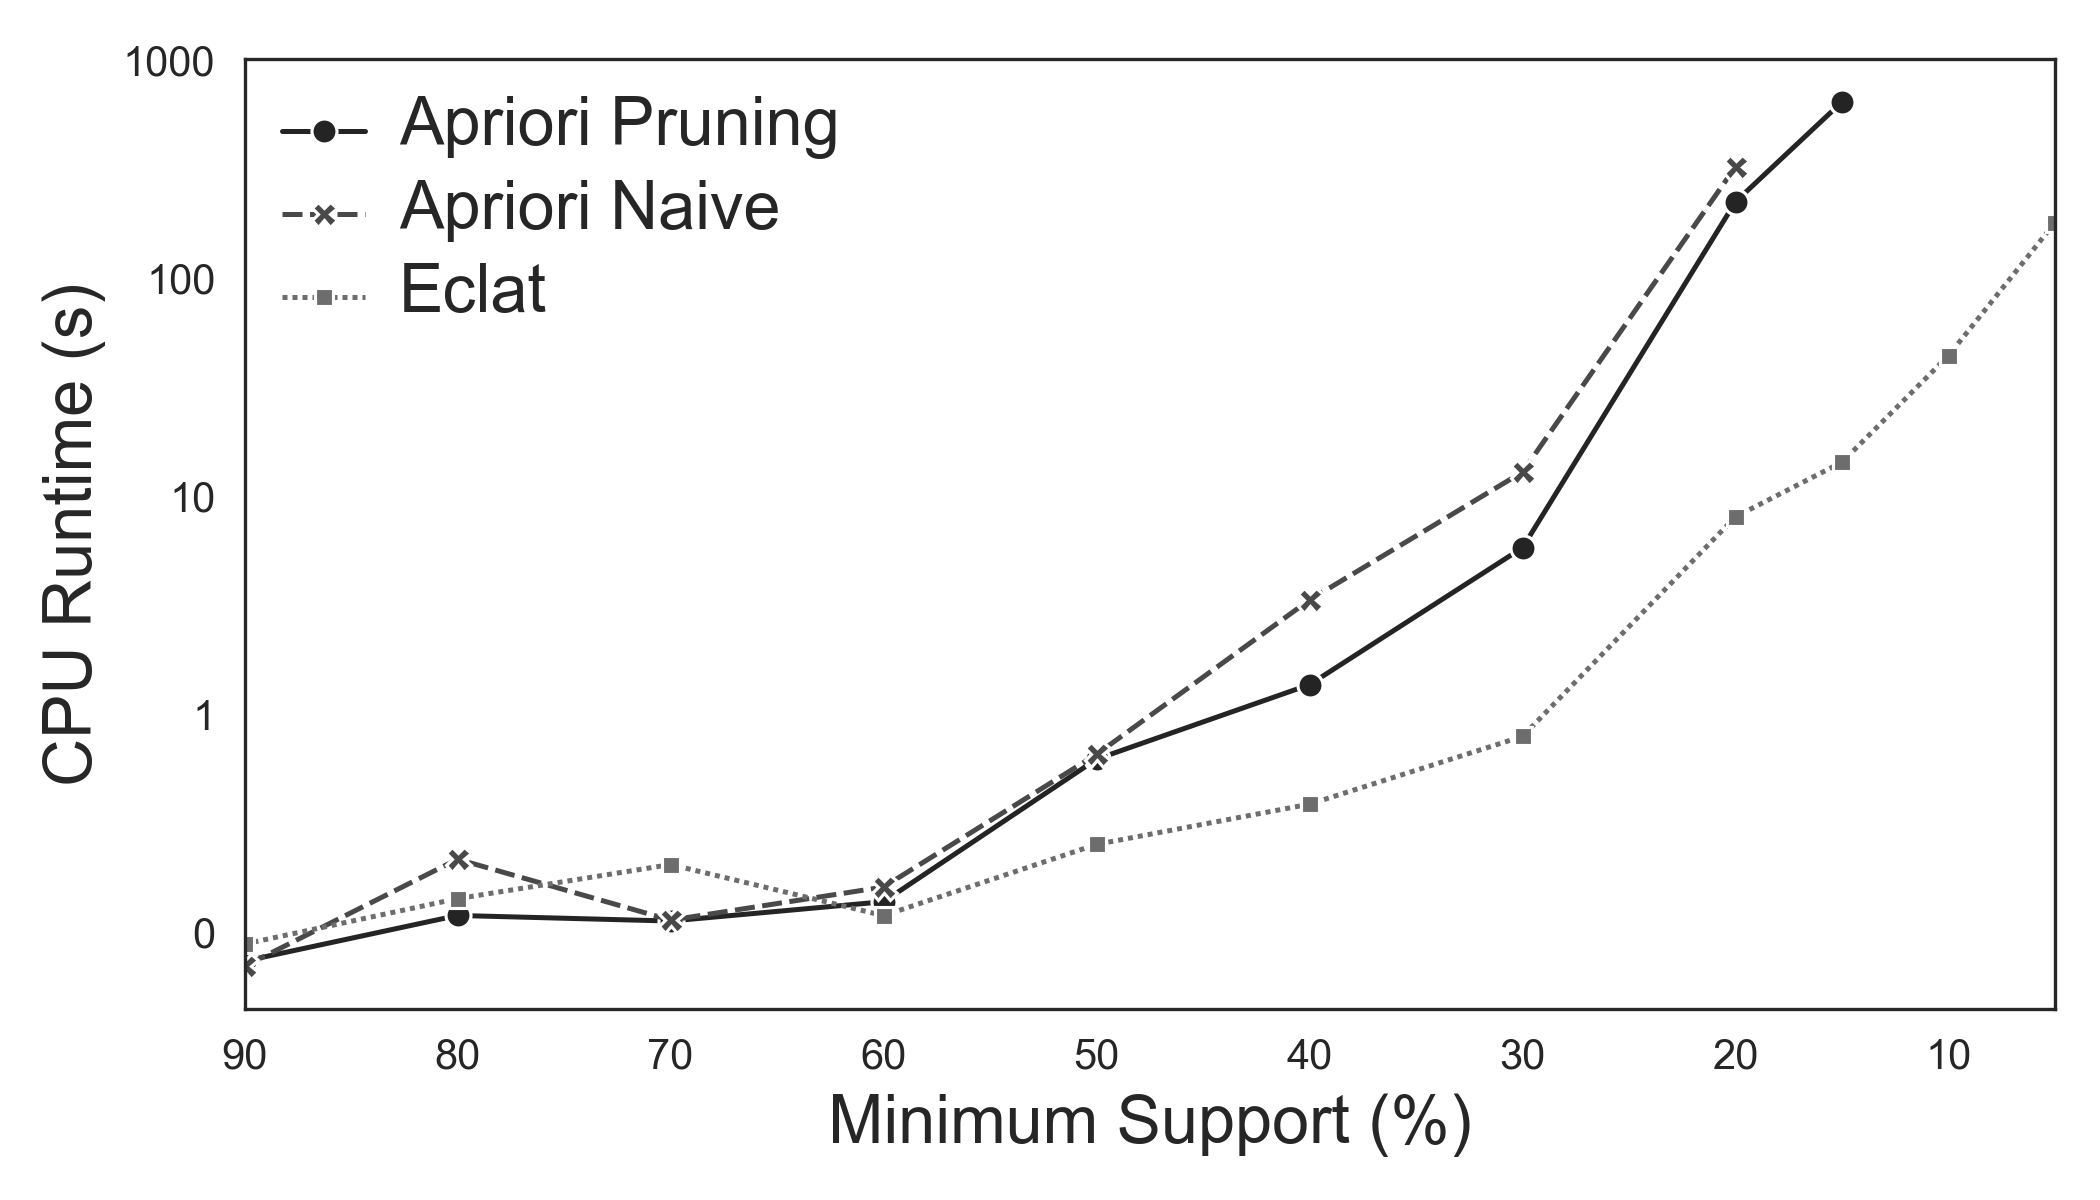 1000
100
10
1
0
CPU Runtime (s)
Apriori Pruning
Apriori Naive
Eclat
90 80 70 60 50 40 30 20 10
Minimum Support (%)